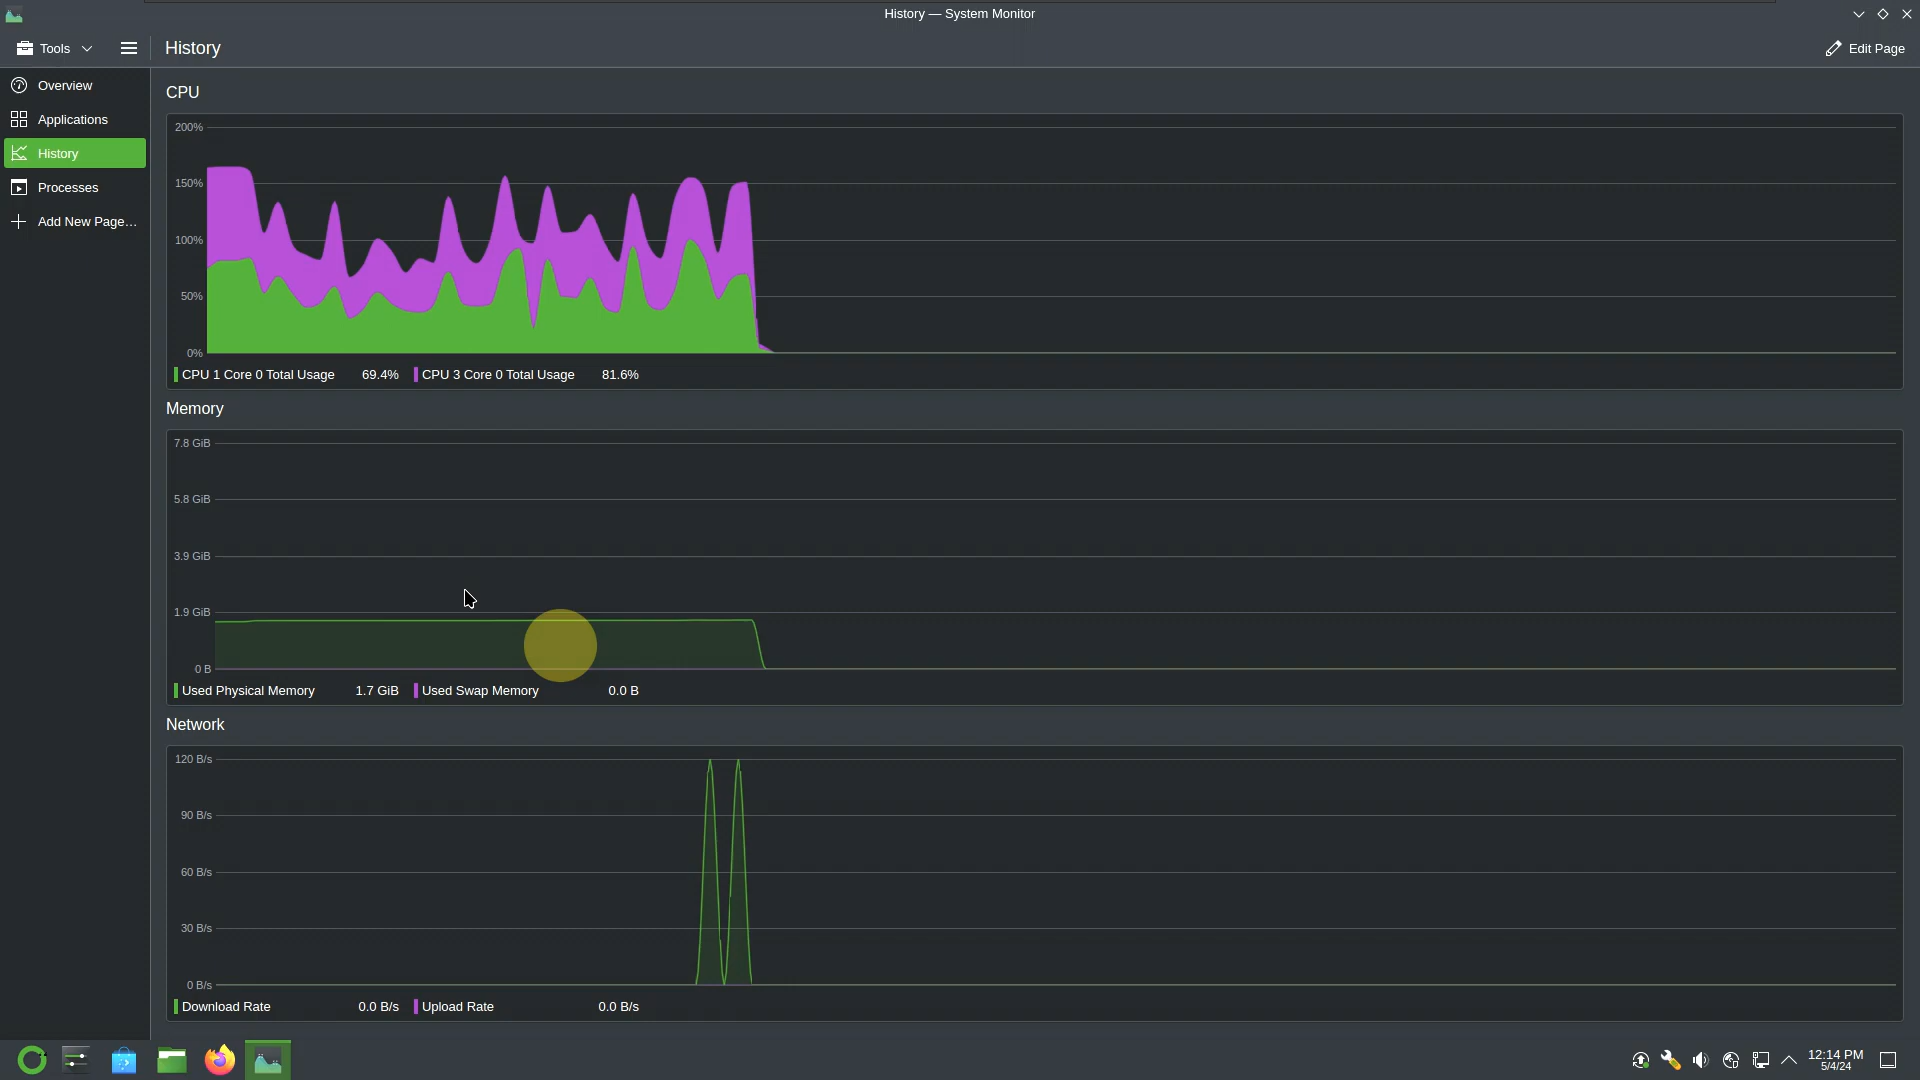 History — System Monitor
Tools
History
Edit Page
Overview
Applications
History
Processes
Add New Page...
CPU
200%
150%
100%
50%
0%
CPU 1 Core 0 Total Usage 69.4% CPU 3 Core 0 Total Usage 81.6%
Memory
7.8 GiB
5.8 GiB
3.9 GiB
1.9 GiB
0 B
Used Physical Memory 1.7 GiB Used Swap Memory 0.0 B
Network
120 B/s
90 B/s
60 B/s
30 B/s
0 B/s
Download Rate 0.0 B/s Upload Rate 0.0 B/s
12:14 PM
5/4/24